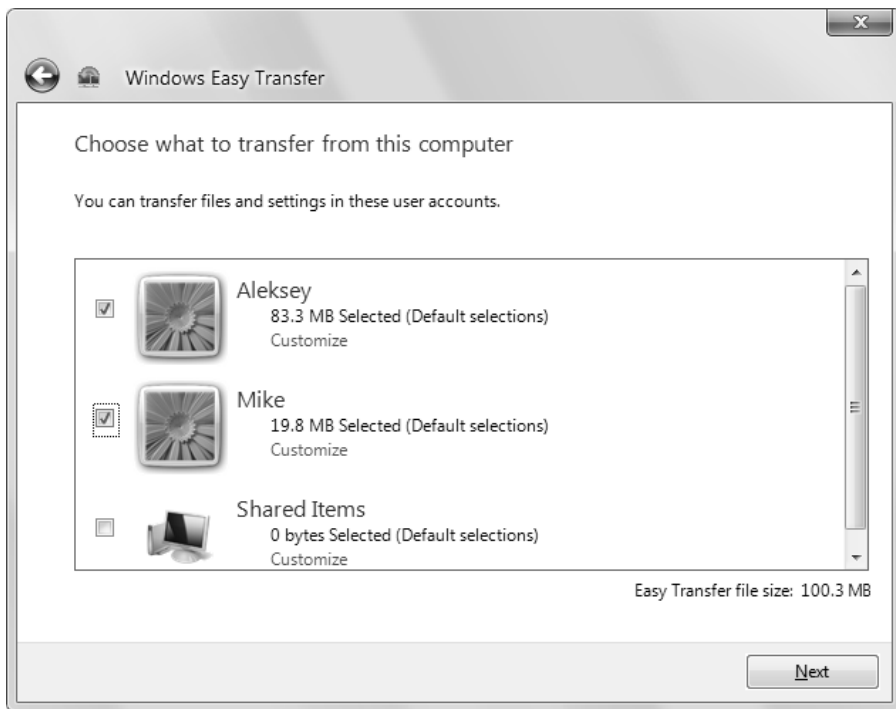 Windows Easy Transfer
Choose what to transfer from this computer
You can transfer files and settings in these user accounts.
Aleksey
83.3 MB Selected (Default selections)
Customize
Mike
19.8 MB Selected (Default selections)
Customize
Shared Items
0 bytes Selected (Default selections)
Customize
Easy Transfer file size: 100.3 MB
Next